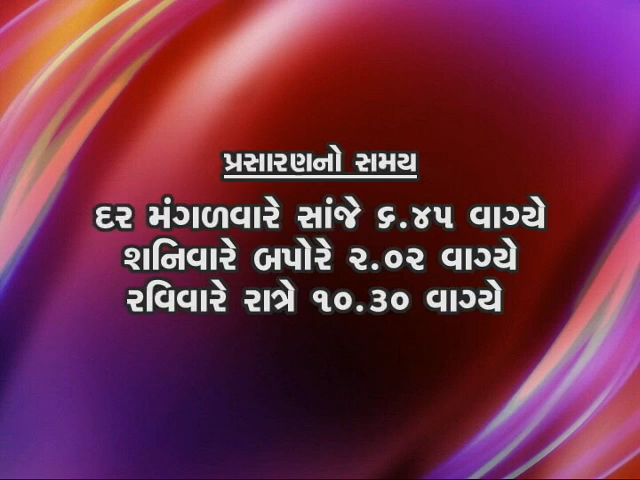 પ્રસારણનો સમય
દર મંગળવારે સાંજે ૬.૪૫ વાગ્યે
શનિવારે બપોરે ૨.૦૨ વાગ્યે
રવિવારે રાત્રે ૧૦.૩૦ વાગ્યે